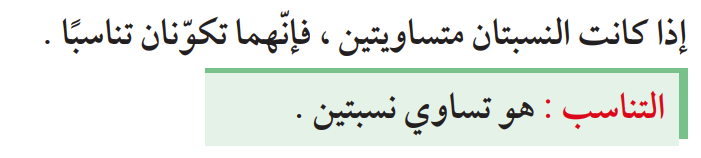 إذا كانت النسبتان متساويتين ، فإنّهما تكوّنان تناسبًا .
التناسب : هو تساوي نسبتين .